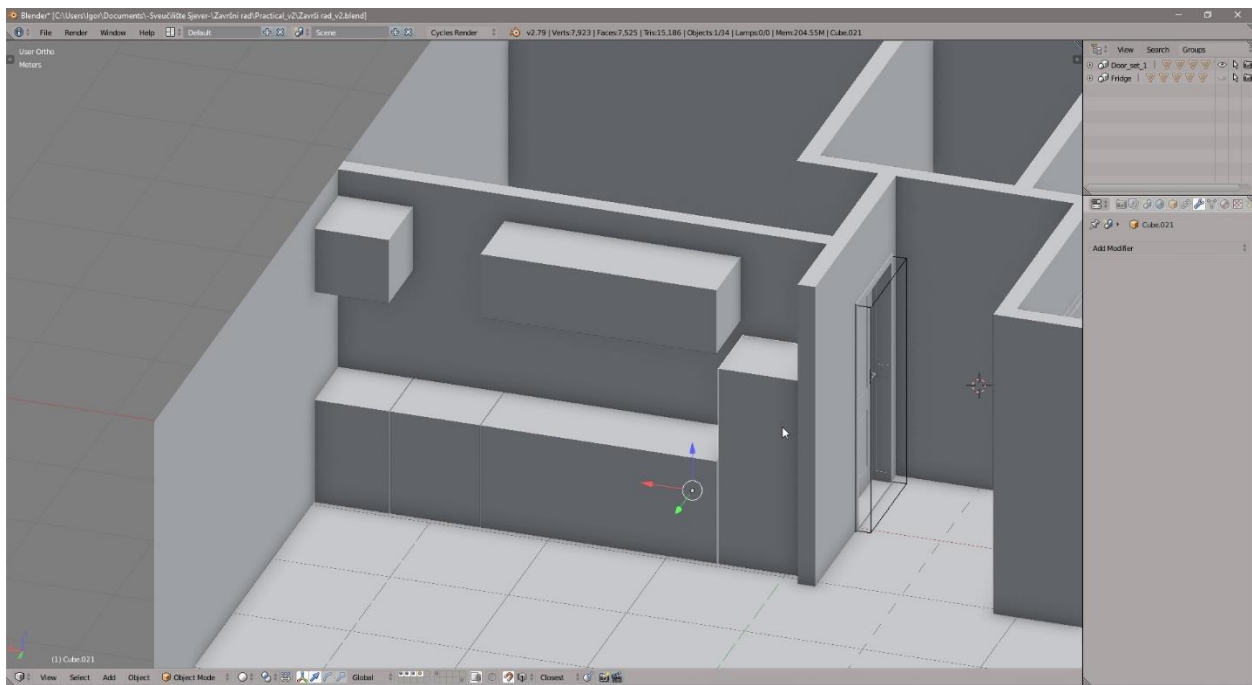 Blender* [C:\Users\Igor\Documents\-Sveučilište Sjever-\Završni rad\Practical_v2\Završi rad_v2.blend]
File Render Window Help Default Scene Cycles Render v2.79 | Verts:7,923 | Faces:7,525 | Tris:15,186 | Objects:1/34 | Lamps:0/0 | Mem:204.55M | Cube.021
View Search Groups
User Ortho
Meters
Door_set_1
Fridge
Cube.021
Add Modifier
(1) Cube.021
View Select Add Object Object Mode Global Closest